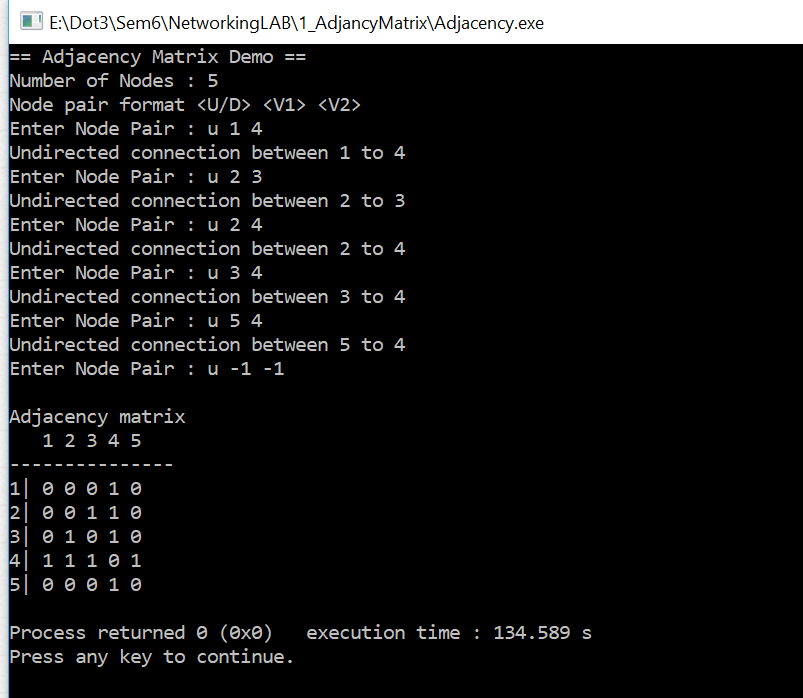 E:\Dot3\Sem6\NetworkingLAB\1_AdjancyMatrix\Adjacency.exe
== Adjacency Matrix Demo ==
Number of Nodes : 5
Node pair format <U/D> <V1> <V2>
Enter Node Pair : u 1 4
Undirected connection between 1 to 4
Enter Node Pair : u 2 3
Undirected connection between 2 to 3
Enter Node Pair : u 2 4
Undirected connection between 2 to 4
Enter Node Pair : u 3 4
Undirected connection between 3 to 4
Enter Node Pair : u 5 4
Undirected connection between 5 to 4
Enter Node Pair : u -1 -1
Adjacency matrix
   1 2 3 4 5
---------------
1| 0 0 0 1 0
2| 0 0 1 1 0
3| 0 1 0 1 0
4| 1 1 1 0 1
5| 0 0 0 1 0
Process returned 0 (0x0)   execution time : 134.589 s
Press any key to continue.